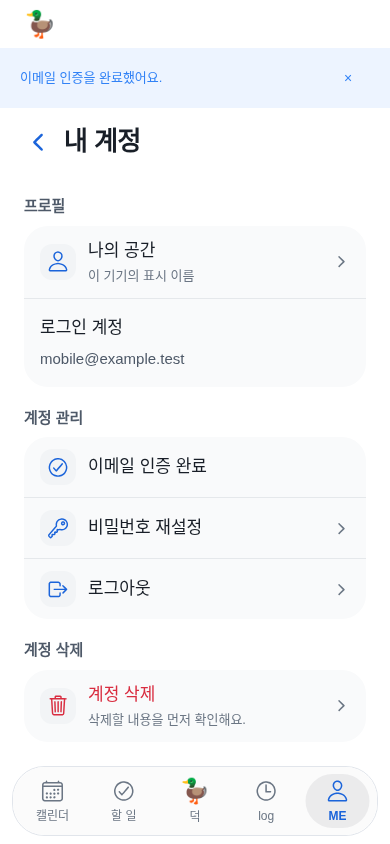 이메일 인증을 완료했어요. ×
내 계정
프로필
나의 공간
이 기기의 표시 이름
로그인 계정
mobile@example.test
계정 관리
이메일 인증 완료
비밀번호 재설정
로그아웃
계정 삭제
계정 삭제
삭제할 내용을 먼저 확인해요.
캘린더 할 일 덕 log ME